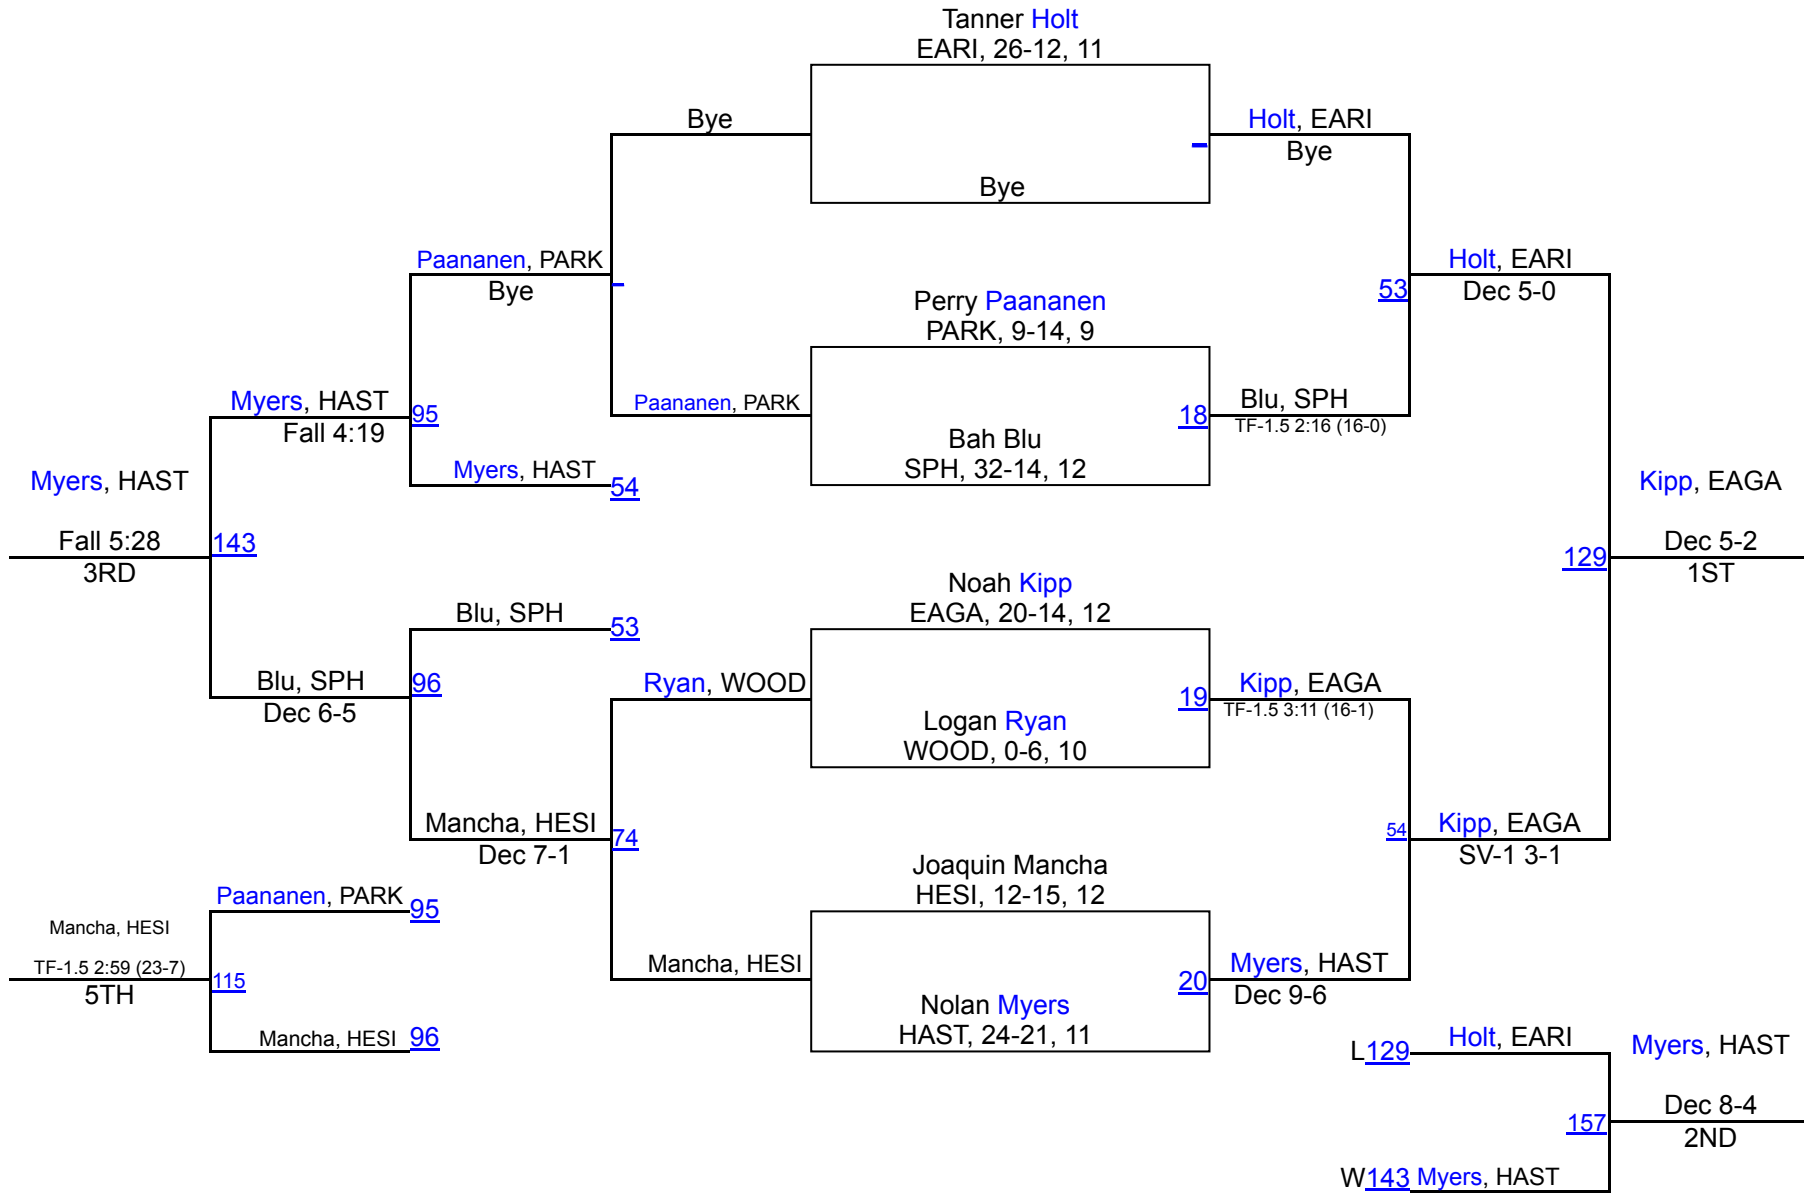 Tanner Holt
EARI, 26-12, 11
Bye
Holt, EARI
Bye
Bye
Paananen, PARK
Bye
Perry Paananen
PARK, 9-14, 9
53
Holt, EARI
Dec 5-0
Myers, HAST
Fall 4:19
95
Paananen, PARK
18
Blu, SPH
TF-1.5 2:16 (16-0)
Bah Blu
SPH, 32-14, 12
Myers, HAST
54
Myers, HAST
Fall 5:28
3RD
143
Kipp, EAGA
129
Dec 5-2
1ST
Noah Kipp
EAGA, 20-14, 12
Blu, SPH
53
Blu, SPH
Dec 6-5
96
Ryan, WOOD
19
Kipp, EAGA
TF-1.5 3:11 (16-1)
Logan Ryan
WOOD, 0-6, 10
Mancha, HESI
Dec 7-1
74
54
Kipp, EAGA
SV-1 3-1
Joaquin Mancha
HESI, 12-15, 12
Paananen, PARK
95
Mancha, HESI
TF-1.5 2:59 (23-7)
5TH
115
Mancha, HESI
20
Myers, HAST
Dec 9-6
Nolan Myers
HAST, 24-21, 11
Mancha, HESI
96
L129
Holt, EARI
Myers, HAST
157
Dec 8-4
2ND
W143
Myers, HAST